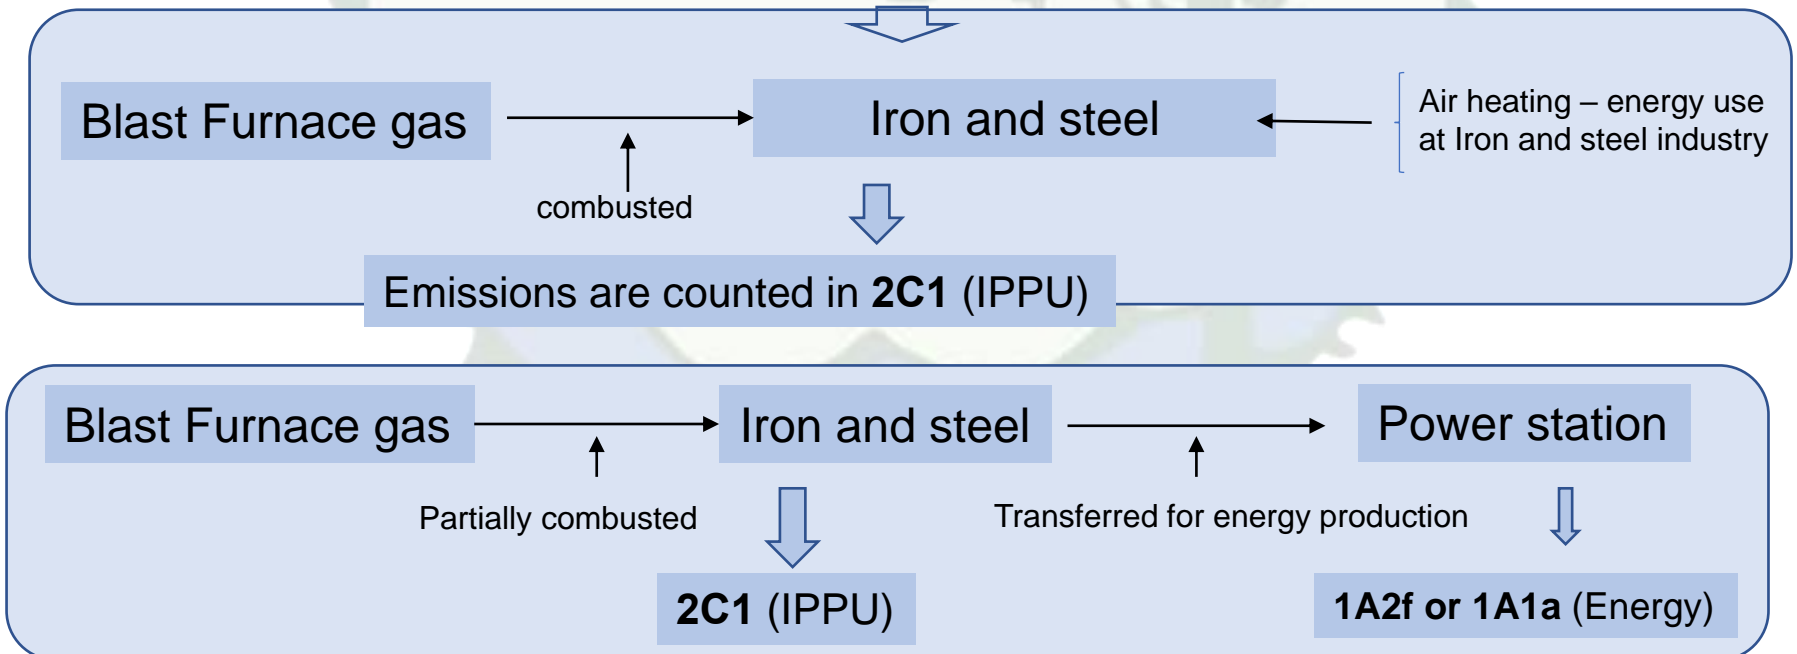 Blast Furnace gas
Iron and steel
Air heating – energy use
at Iron and steel industry
combusted
Emissions are counted in 2C1 (IPPU)
Blast Furnace gas
Iron and steel
Power station
Partially combusted
Transferred for energy production
2C1 (IPPU)
1A2f or 1A1a (Energy)